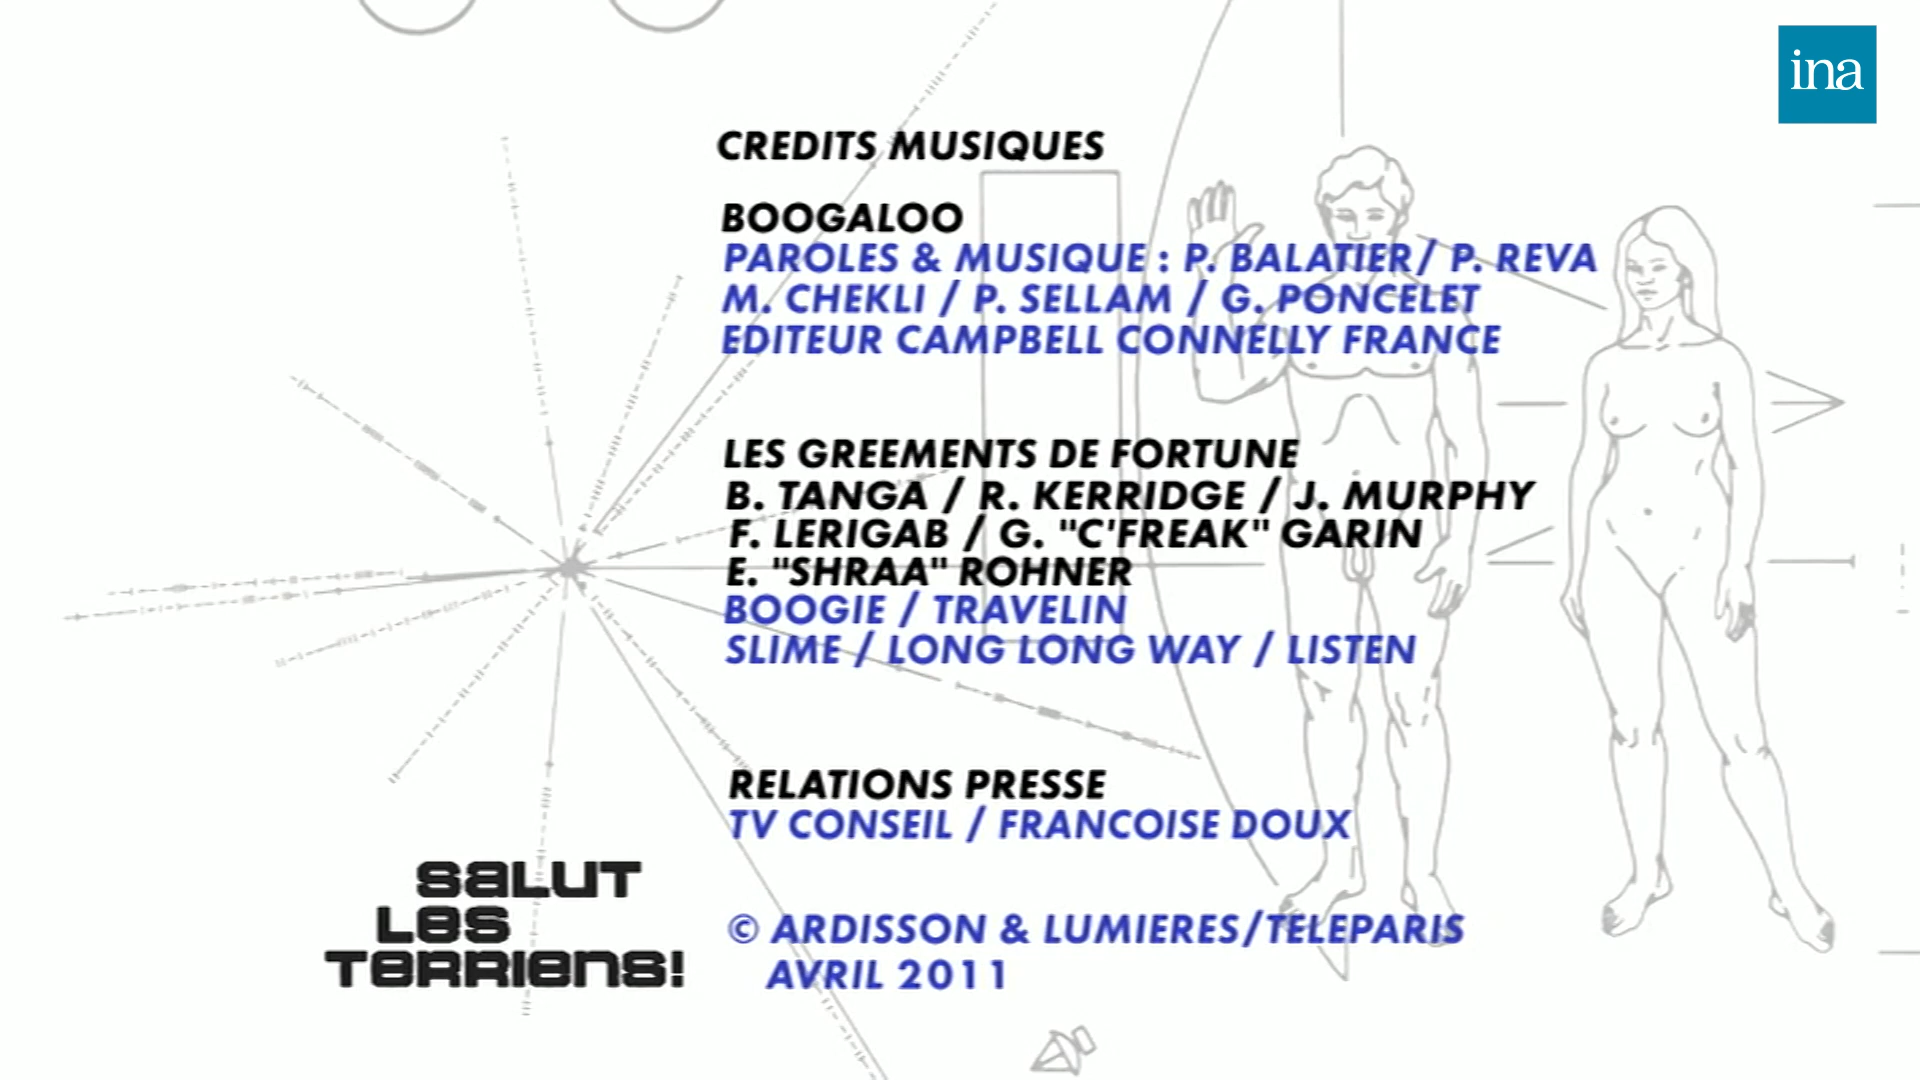 ina
CREDITS MUSIQUES
BOOGALOO
PAROLES & MUSIQUE : P. BALATIER/ P. REVA
M. CHEKLI / P. SELLAM / G. PONCELET
EDITEUR CAMPBELL CONNELLY FRANCE
LES GREEMENTS DE FORTUNE
B. TANGA / R. KERRIDGE / J. MURPHY
F. LERIGAB / G. "C'FREAK" GARIN
E. "SHRAA" ROHNER
BOOGIE / TRAVELIN
SLIME / LONG LONG WAY / LISTEN
RELATIONS PRESSE
TV CONSEIL / FRANCOISE DOUX
© ARDISSON & LUMIERES/TELEPARIS
AVRIL 2011
SaLUT
Les
TerrIens!